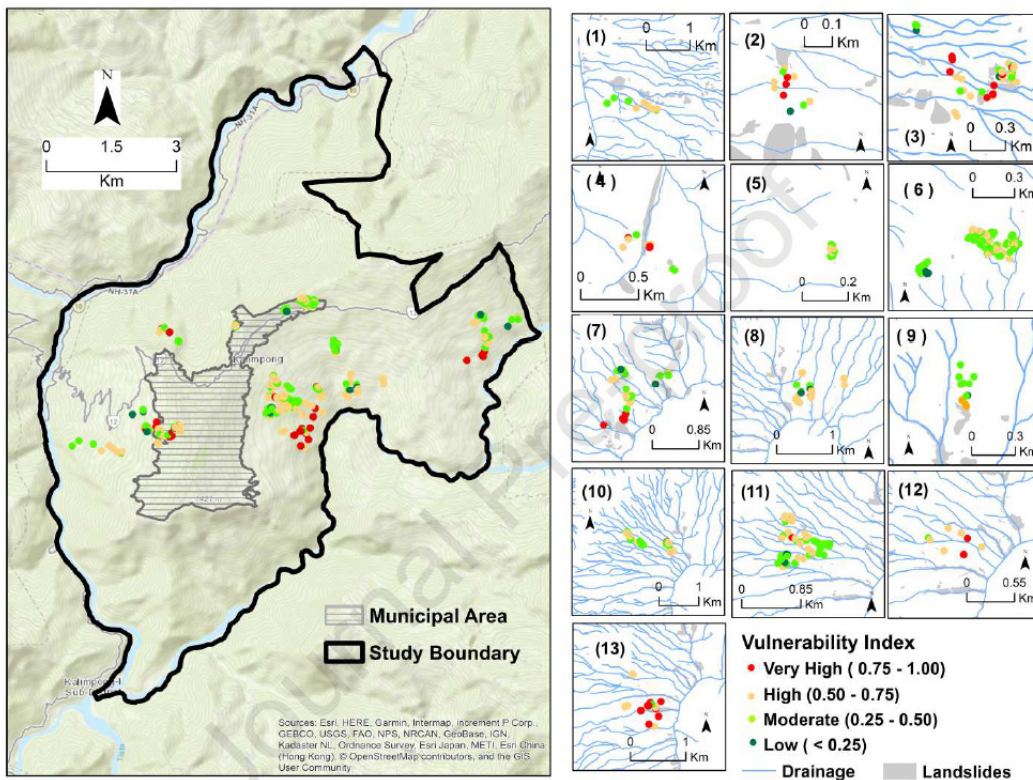 N
0 1.5 3
Km
NH-31A
NH-31A
Kalimpong
12
Municipal Area
Study Boundary
Kalimpong-I
Sources: Esri, HERE, Garmin, Intermap, increment P Corp.,
GEBCO, USGS, FAO, NPS, NRCAN, GeoBase, IGN,
Kadaster NL, Ordnance Survey, Esri Japan, METI, Esri China
(Hong Kong), © OpenStreetMap contributors, and the GIS
User Community
(1)
0 1
Km
N
(2)
0 0.1
Km
N
(3)
0 0.3
Km
N
(4)
0 0.5
Km
N
(5)
0 0.2
Km
N
(6)
0 0.3
Km
N
(7)
0 0.85
Km
N
(8)
0 1
Km
N
(9)
0 0.3
Km
N
(10)
0 1
Km
N
(11)
0 0.85
Km
N
(12)
0 0.55
Km
N
(13)
0 1
Km
N
Vulnerability Index
Very High ( 0.75 - 1.00)
High (0.50 - 0.75)
Moderate (0.25 - 0.50)
Low ( < 0.25)
Drainage
Landslides
Journal Pre-proof